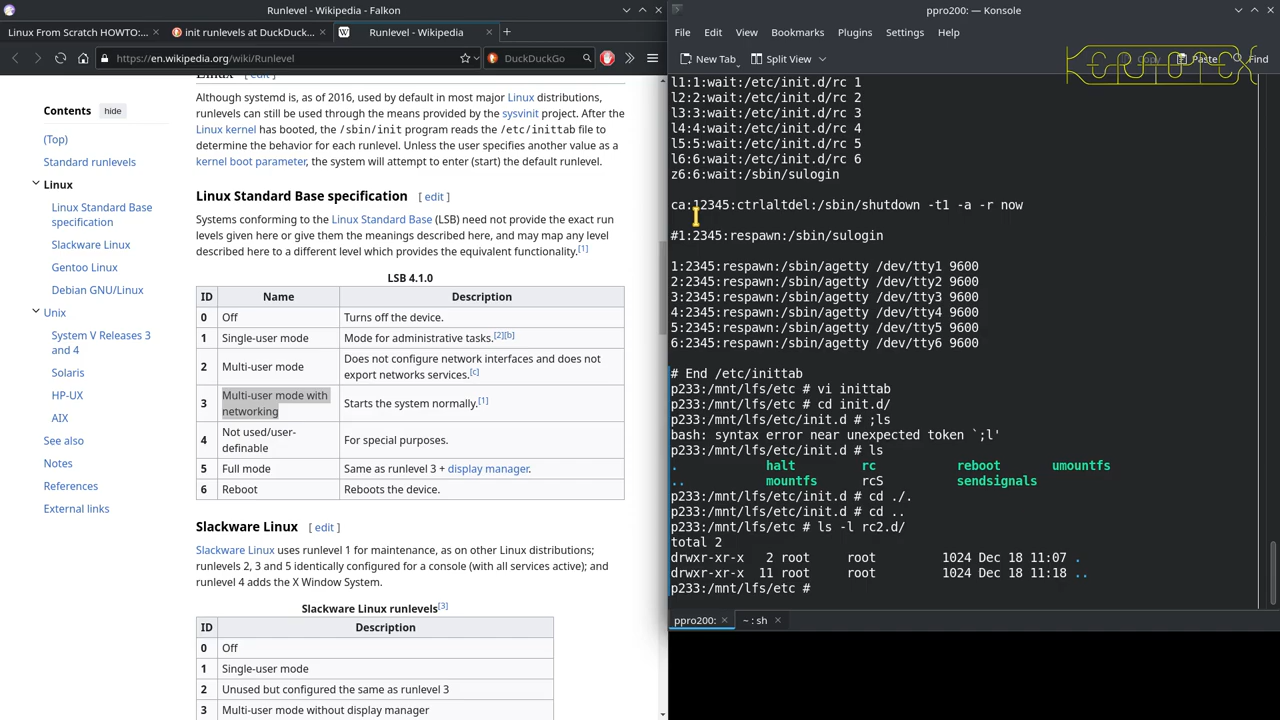 Runlevel - Wikipedia - Falkon
Linux From Scratch HOWTO:
init runlevels at DuckDuck...
Runlevel - Wikipedia
https://en.wikipedia.org/wiki/Runlevel
DuckDuckGo
Contents hide
(Top)
Standard runlevels
Linux
Linux Standard Base
specification
Slackware Linux
Gentoo Linux
Debian GNU/Linux
Unix
System V Releases 3
and 4
Solaris
HP-UX
AIX
See also
Notes
References
External links
Linux [ edit ]
Although systemd is, as of 2016, used by default in most major Linux distributions,
runlevels can still be used through the means provided by the sysvinit project. After the
Linux kernel has booted, the /sbin/init program reads the /etc/inittab file to
determine the behavior for each runlevel. Unless the user specifies another value as a
kernel boot parameter, the system will attempt to enter (start) the default runlevel.
Linux Standard Base specification [ edit ]
Systems conforming to the Linux Standard Base (LSB) need not provide the exact run
levels given here or give them the meanings described here, and may map any level
described here to a different level which provides the equivalent functionality.[1]
LSB 4.1.0
ID Name Description
0 Off Turns off the device.
1 Single-user mode Mode for administrative tasks.[2][b]
2 Multi-user mode Does not configure network interfaces and does not
export networks services.[c]
3 Multi-user mode with
networking Starts the system normally.[1]
4 Not used/user-
definable For special purposes.
5 Full mode Same as runlevel 3 + display manager.
6 Reboot Reboots the device.
Slackware Linux [ edit ]
Slackware Linux uses runlevel 1 for maintenance, as on other Linux distributions;
runlevels 2, 3 and 5 identically configured for a console (with all services active); and
runlevel 4 adds the X Window System.
Slackware Linux runlevels[3]
ID Description
0 Off
1 Single-user mode
2 Unused but configured the same as runlevel 3
3 Multi-user mode without display manager
ppro200: — Konsole
File Edit View Bookmarks Plugins Settings Help
New Tab Split View Copy Paste Find
l1:1:wait:/etc/init.d/rc 1
l2:2:wait:/etc/init.d/rc 2
l3:3:wait:/etc/init.d/rc 3
l4:4:wait:/etc/init.d/rc 4
l5:5:wait:/etc/init.d/rc 5
l6:6:wait:/etc/init.d/rc 6
z6:6:wait:/sbin/sulogin
ca:12345:ctrlaltdel:/sbin/shutdown -t1 -a -r now
#1:2345:respawn:/sbin/sulogin
1:2345:respawn:/sbin/agetty /dev/tty1 9600
2:2345:respawn:/sbin/agetty /dev/tty2 9600
3:2345:respawn:/sbin/agetty /dev/tty3 9600
4:2345:respawn:/sbin/agetty /dev/tty4 9600
5:2345:respawn:/sbin/agetty /dev/tty5 9600
6:2345:respawn:/sbin/agetty /dev/tty6 9600
# End /etc/inittab
p233:/mnt/lfs/etc # vi inittab
p233:/mnt/lfs/etc # cd init.d/
p233:/mnt/lfs/etc/init.d # ;ls
bash: syntax error near unexpected token `;l'
p233:/mnt/lfs/etc/init.d # ls
. halt rc reboot umountfs
.. mountfs rcS sendsignals
p233:/mnt/lfs/etc/init.d # cd ./.
p233:/mnt/lfs/etc/init.d # cd ..
p233:/mnt/lfs/etc # ls -l rc2.d/
total 2
drwxr-xr-x 2 root root 1024 Dec 18 11:07 .
drwxr-xr-x 11 root root 1024 Dec 18 11:18 ..
p233:/mnt/lfs/etc #
ppro200: ~ : sh